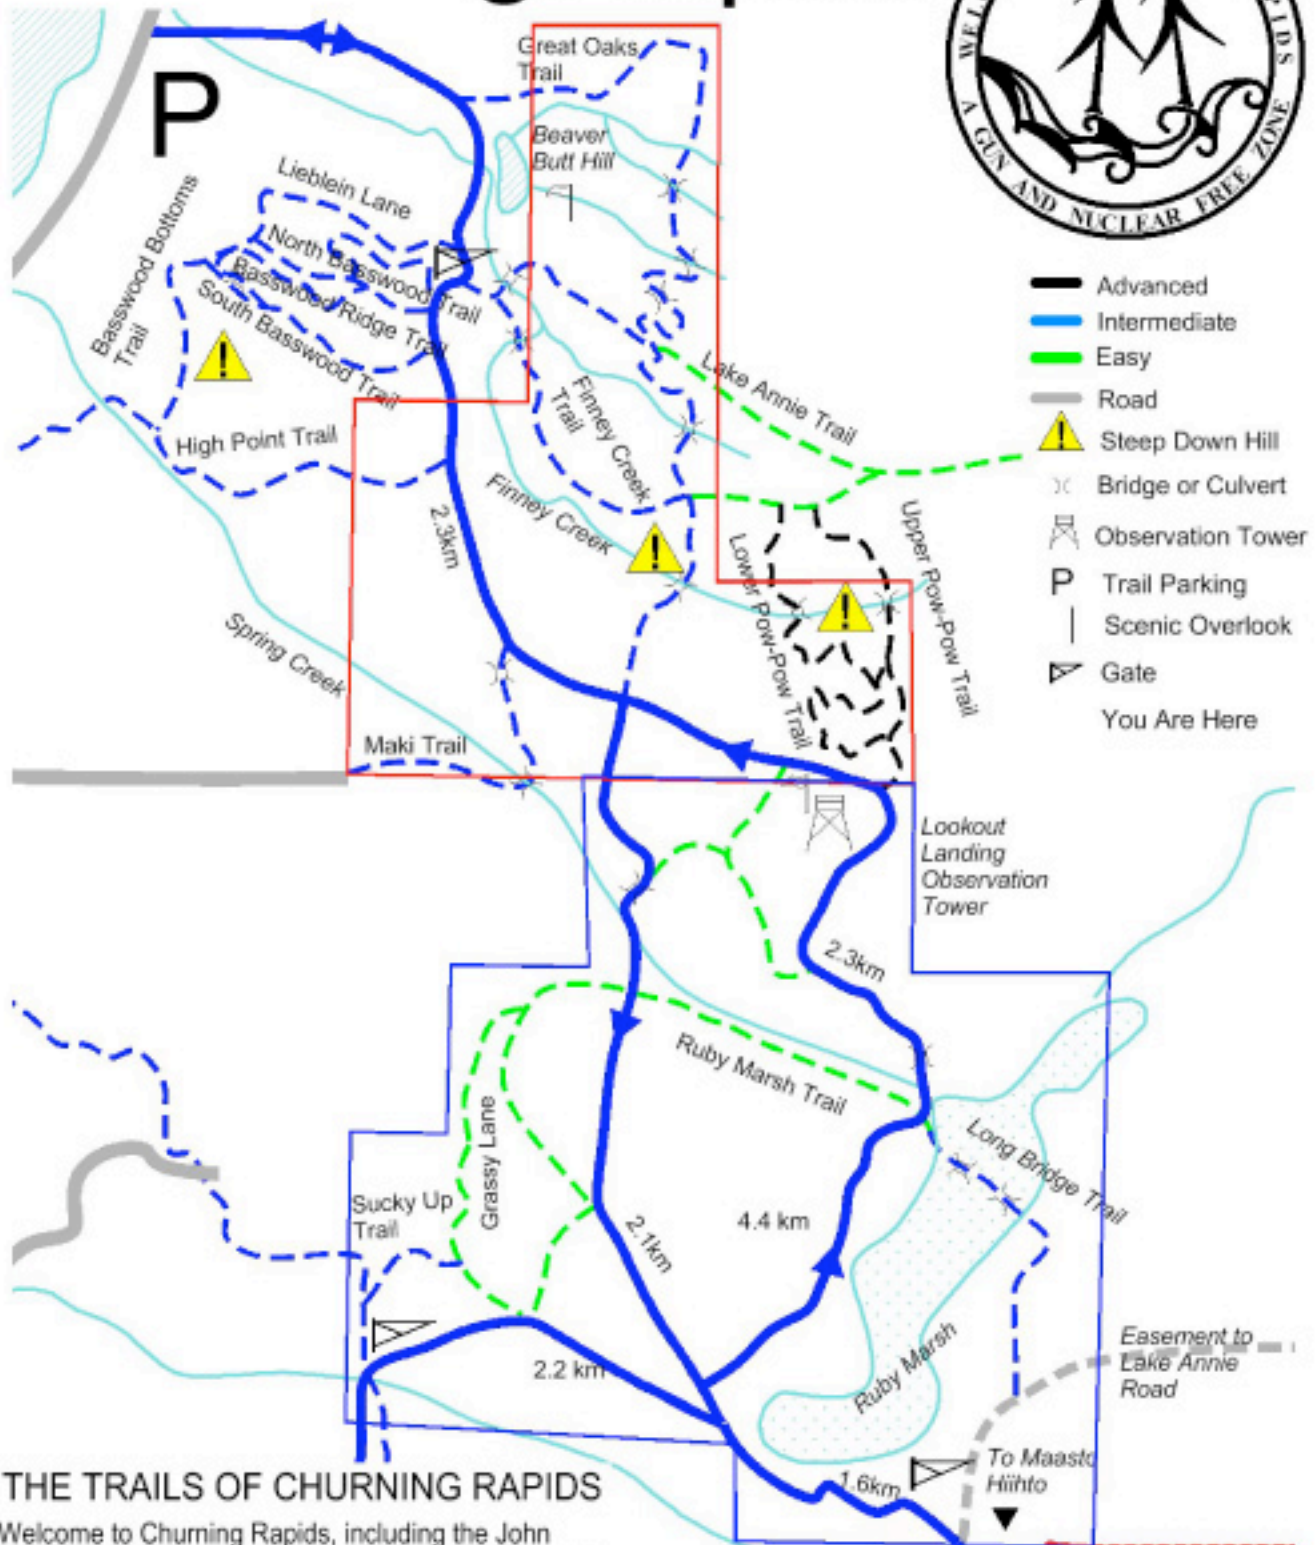 P
Great Oaks
Trail
Beaver
Butt Hill
Lieblein Lane
Basswood Bottoms
Trail
North Basswood Trail
Basswood Ridge Trail
South Basswood Trail
High Point Trail
Finney Creek
Trail
Finney Creek
Lake Annie Trail
2.3km
Lower Pow-Pow Trail
Upper Pow-Pow Trail
Spring Creek
Maki Trail
A GUN AND NUCLEAR FREE ZONE
Advanced
Intermediate
Easy
Road
! Steep Down Hill
Bridge or Culvert
Observation Tower
P Trail Parking
Scenic Overlook
Gate
You Are Here
!
!
!
Lookout
Landing
Observation
Tower
2.3km
Ruby Marsh Trail
Long Bridge Trail
Grassy Lane
Sucky Up
Trail
2.1km
4.4 km
2.2 km
Ruby Marsh
Easement to
Lake Annie
Road
To Maasto
Hiihto
1.6km
THE TRAILS OF CHURNING RAPIDS
Welcome to Churning Rapids, including the John